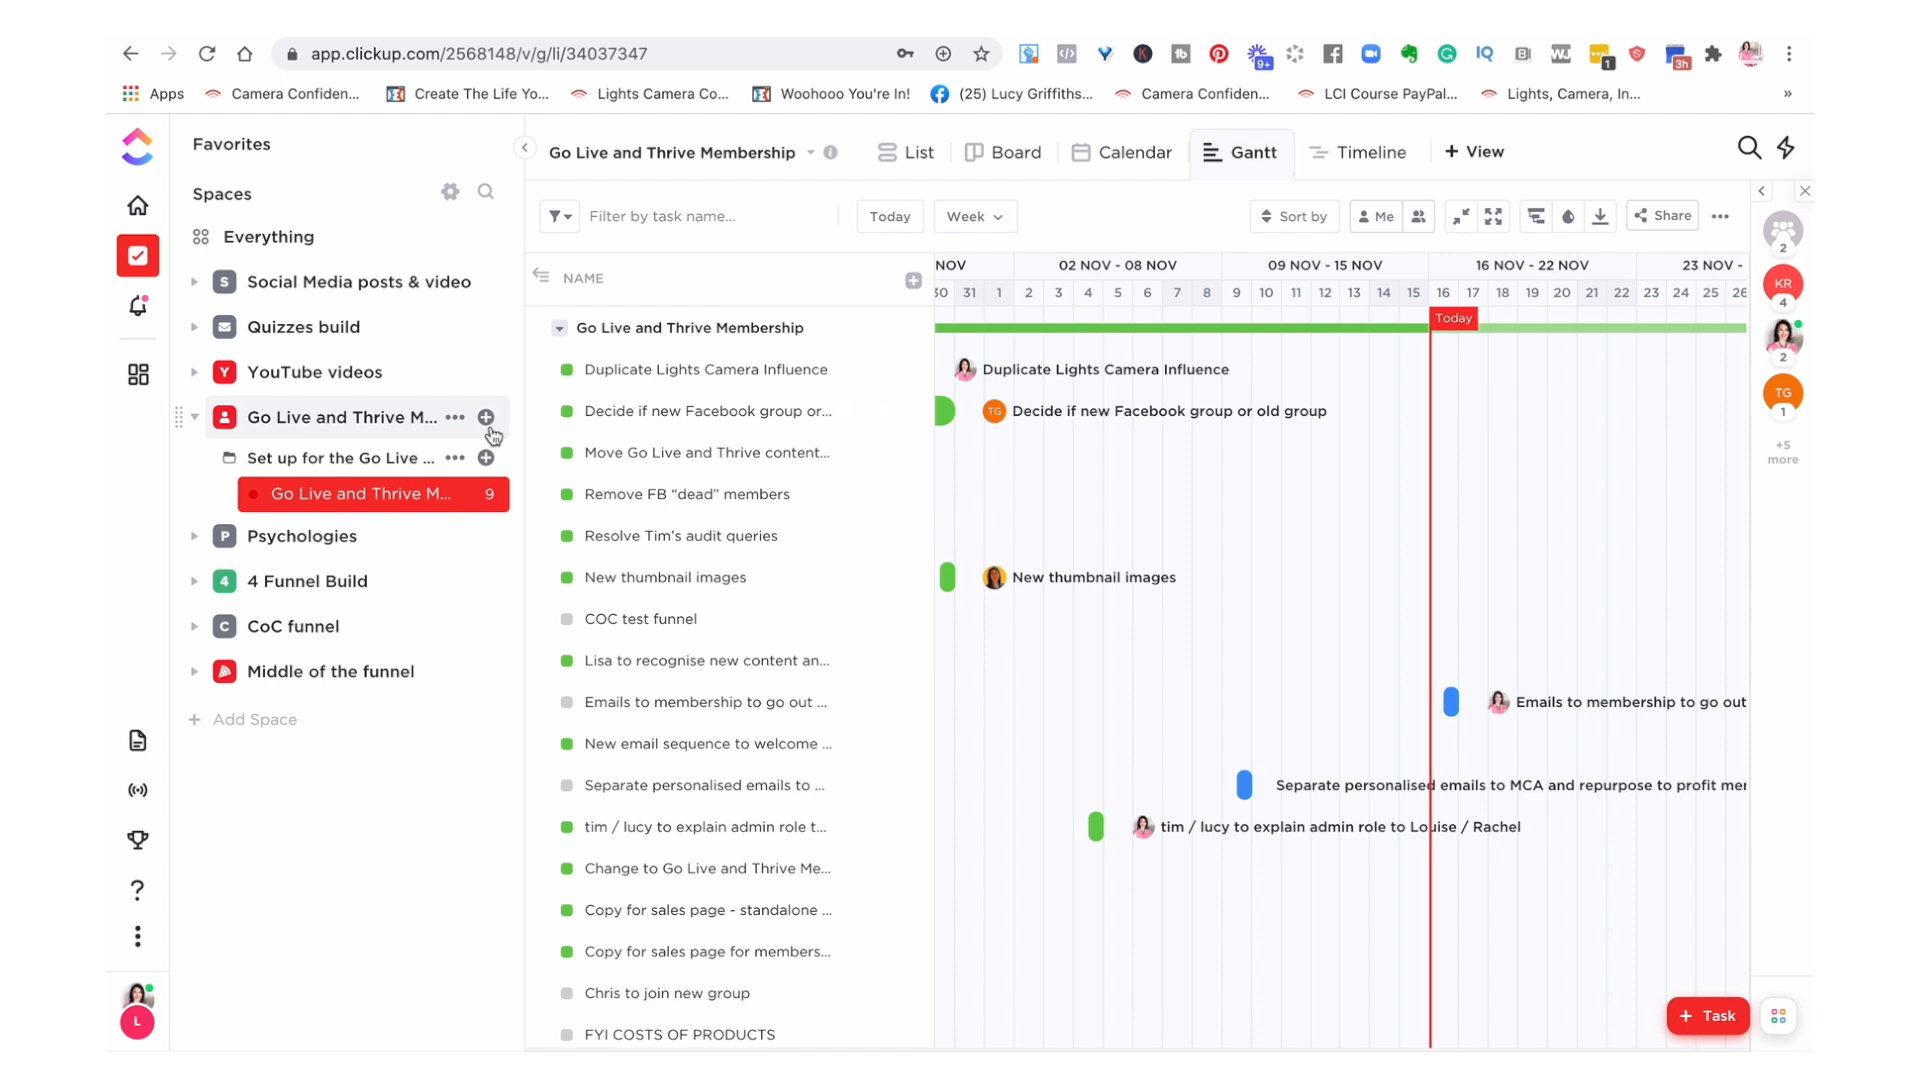 app.clickup.com/2568148/v/g/li/34037347
9+
1
3h
Apps
Camera Confiden...
Create The Life Yo...
Lights Camera Co...
Woohooo You're In!
(25) Lucy Griffiths...
Camera Confiden...
LCI Course PayPal...
Lights, Camera, In...
»
Favorites
Spaces
Everything
S Social Media posts & video
Quizzes build
Y YouTube videos
Go Live and Thrive M...
Set up for the Go Live ...
Go Live and Thrive M... 9
P Psychologies
4 4 Funnel Build
C CoC funnel
Middle of the funnel
+ Add Space
L
Go Live and Thrive Membership
List
Board
Calendar
Gantt
Timeline
+ View
Filter by task name...
Today
Week
Sort by
Me
Share
NAME
NOV
02 NOV - 08 NOV
09 NOV - 15 NOV
16 NOV - 22 NOV
23 NOV -
30 31 1 2 3 4 5 6 7 8 9 10 11 12 13 14 15 16 17 18 19 20 21 22 23 24 25 26
Today
Go Live and Thrive Membership
Duplicate Lights Camera Influence
Duplicate Lights Camera Influence
Decide if new Facebook group or...
TG Decide if new Facebook group or old group
Move Go Live and Thrive content...
Remove FB “dead” members
Resolve Tim's audit queries
New thumbnail images
New thumbnail images
COC test funnel
Lisa to recognise new content an...
Emails to membership to go out ...
Emails to membership to go out
New email sequence to welcome ...
Separate personalised emails to ...
Separate personalised emails to MCA and repurpose to profit mer
tim / lucy to explain admin role t...
tim / lucy to explain admin role to Louise / Rachel
Change to Go Live and Thrive Me...
Copy for sales page - standalone ...
Copy for sales page for members...
Chris to join new group
FYI COSTS OF PRODUCTS
2
KR
4
2
TG
1
+5
more
+ Task